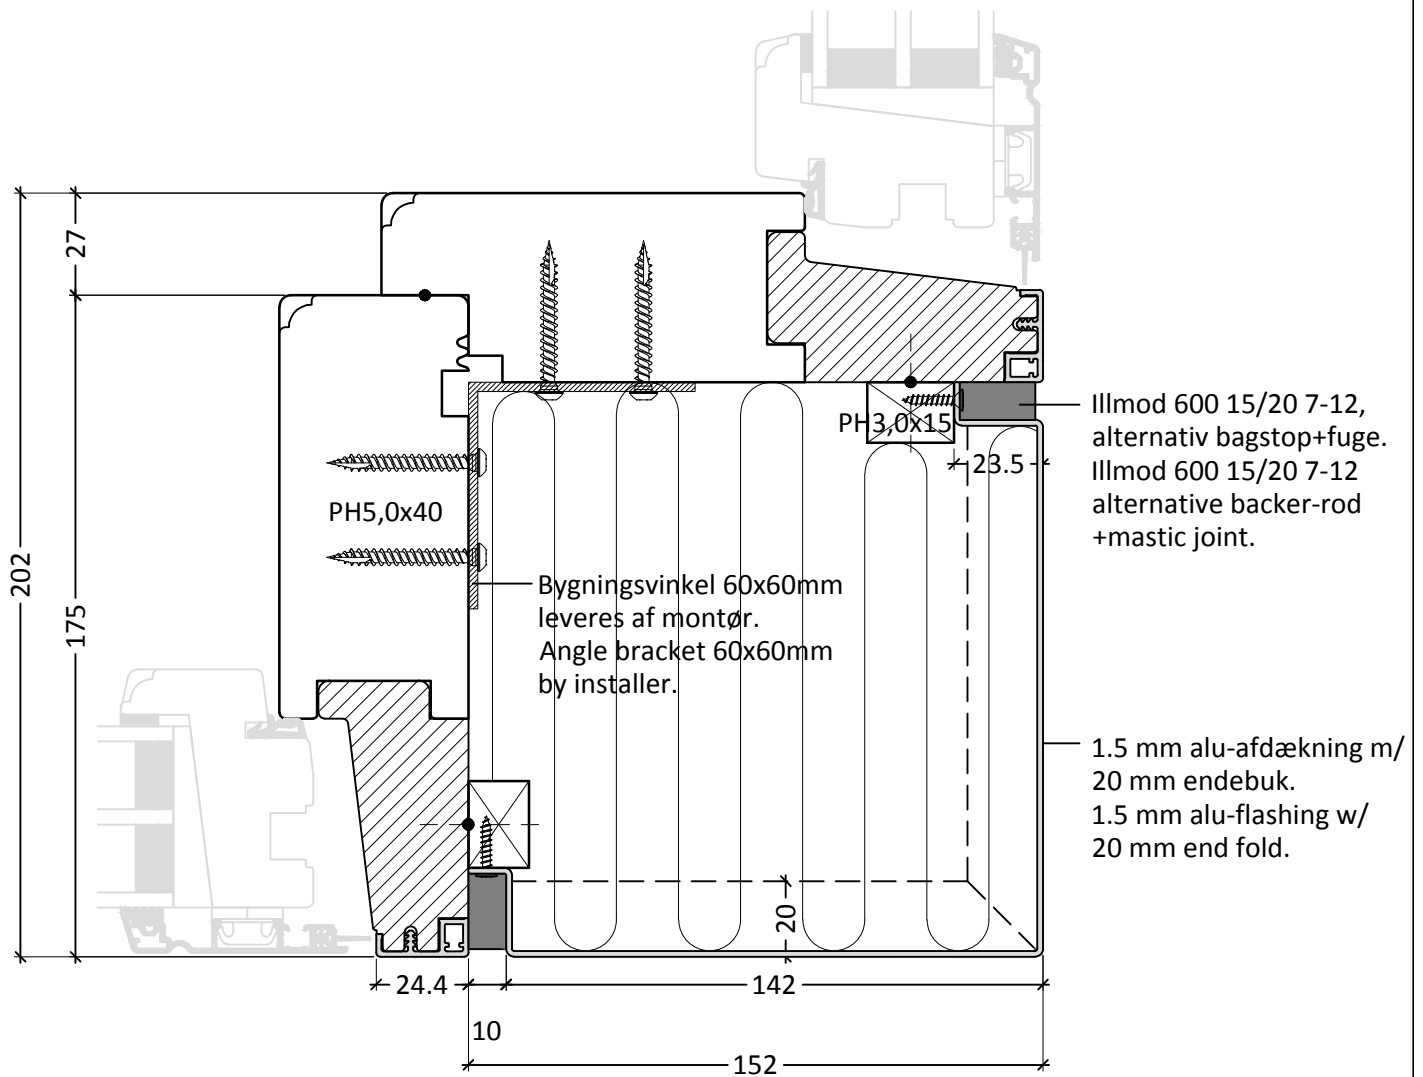 27
202
175
PH3,0x15
23.5
Illmod 600 15/20 7-12,
alternativ bagstop+fuge.
Illmod 600 15/20 7-12
alternative backer-rod
+mastic joint.
PH5,0x40
Bygningsvinkel 60x60mm
leveres af montør.
Angle bracket 60x60mm
by installer.
1.5 mm alu-afdækning m/
20 mm endebuk.
1.5 mm alu-flashing w/
20 mm end fold.
20
24.4
142
10
152